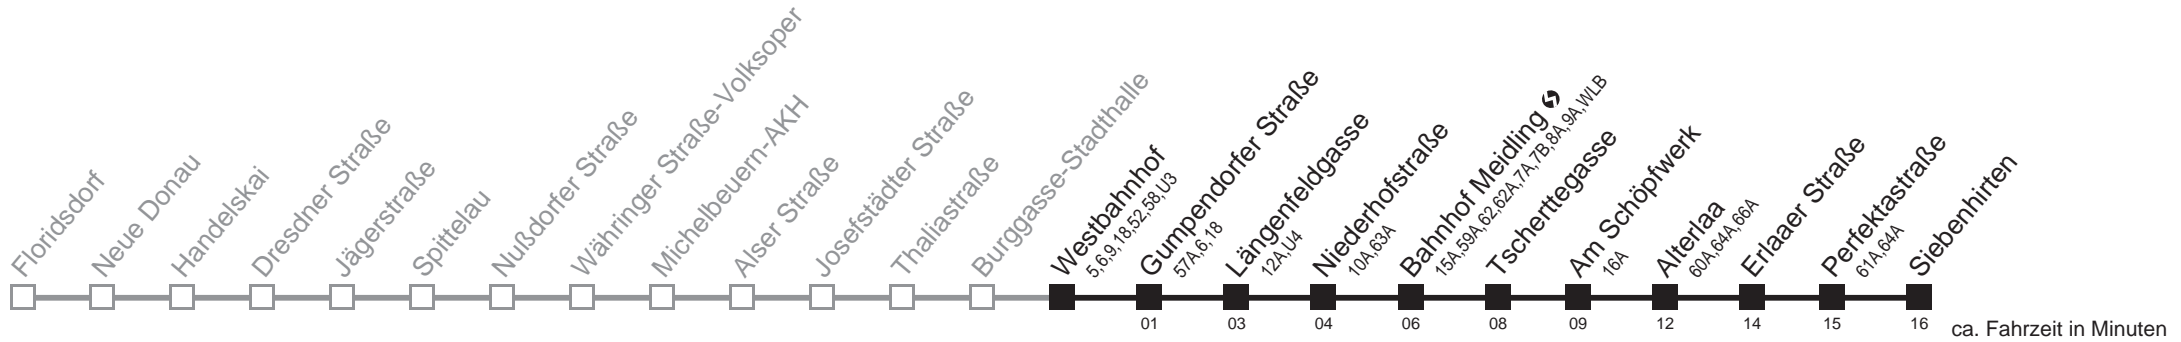 Floridsdorf
Neue Donau
Handelskai
Dresdner Straße
Jägerstraße
Spittelau
Nußdorfer Straße
Währinger Straße-Volksoper
Michelbeuern-AKH
Alser Straße
Josefstädter Straße
Thaliastraße
Burggasse-Stadthalle
Westbahnhof
5,6,9,18,52,58,U3
Gumpendorfer Straße
57A,6,18
Längenfeldgasse
12A,U4
Niederhofstraße
10A,63A
Bahnhof Meidling
15A,59A,62,62A,7A,7B,8A,9A,WLB
Tscherttegasse
Am Schöpfwerk
16A
Alterlaa
60A,64A,66A
Erlaaer Straße
Perfektastraße
61A,64A
Siebenhirten
01
03
04
06
08
09
12
14
15
16
ca. Fahrzeit in Minuten